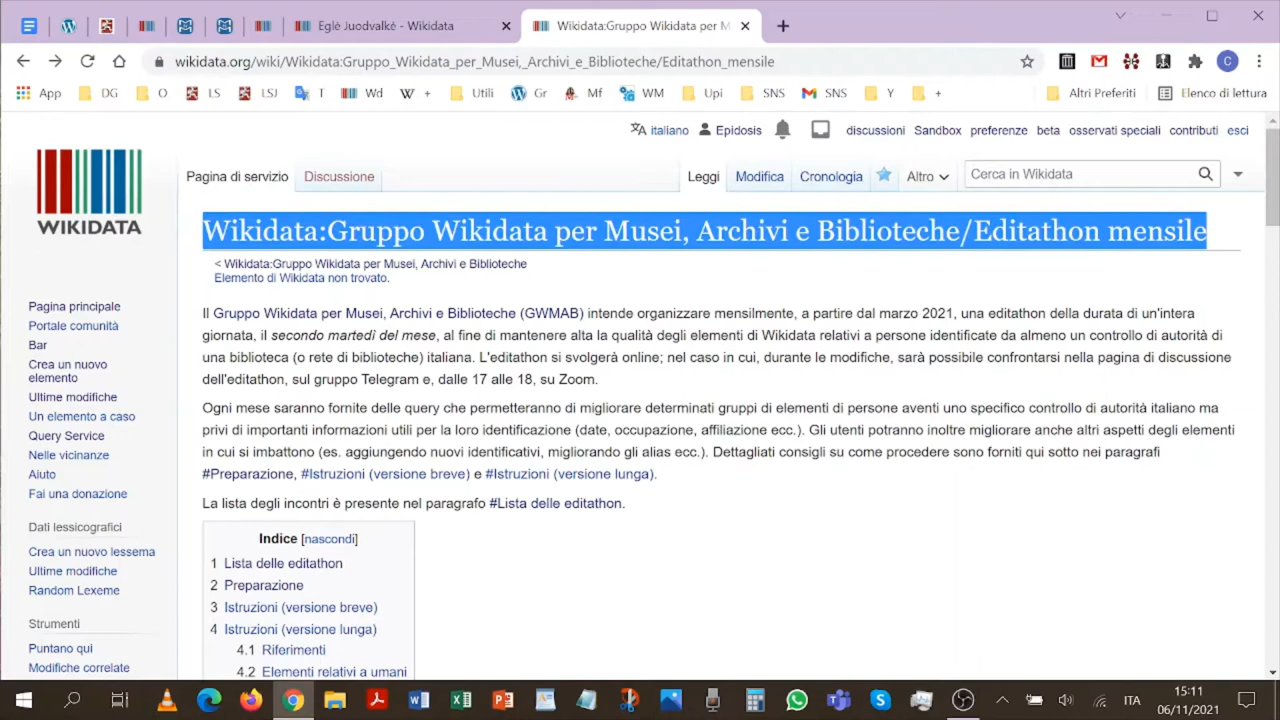 Eglė Juodvalkė - Wikidata
Wikidata:Gruppo Wikidata per M
wikidata.org/wiki/Wikidata:Gruppo_Wikidata_per_Musei,_Archivi_e_Biblioteche/Editathon_mensile
C
App DG O LS LSJ T Wd + Utili Gr Mf WM Upi SNS SNS Y + Altri Preferiti Elenco di lettura
italiano Epidosis discussioni Sandbox preferenze beta osservati speciali contributi esci
WIKIDATA
Pagina di servizio Discussione Leggi Modifica Cronologia Altro Cerca in Wikidata
Wikidata:Gruppo Wikidata per Musei, Archivi e Biblioteche/Editathon mensile
< Wikidata:Gruppo Wikidata per Musei, Archivi e Biblioteche
Elemento di Wikidata non trovato.
Il Gruppo Wikidata per Musei, Archivi e Biblioteche (GWMAB) intende organizzare mensilmente, a partire dal marzo 2021, una editathon della durata di un'intera
giornata, il secondo martedì del mese, al fine di mantenere alta la qualità degli elementi di Wikidata relativi a persone identificate da almeno un controllo di autorità di
una biblioteca (o rete di biblioteche) italiana. L'editathon si svolgerà online; nel caso in cui, durante le modifiche, sarà possibile confrontarsi nella pagina di discussione
dell'editathon, sul gruppo Telegram e, dalle 17 alle 18, su Zoom.
Ogni mese saranno fornite delle query che permetteranno di migliorare determinati gruppi di elementi di persone aventi uno specifico controllo di autorità italiano ma
privi di importanti informazioni utili per la loro identificazione (date, occupazione, affiliazione ecc.). Gli utenti potranno inoltre migliorare anche altri aspetti degli elementi
in cui si imbattono (es. aggiungendo nuovi identificativi, migliorando gli alias ecc.). Dettagliati consigli su come procedere sono forniti qui sotto nei paragrafi
#Preparazione, #Istruzioni (versione breve) e #Istruzioni (versione lunga).
La lista degli incontri è presente nel paragrafo #Lista delle editathon.
Indice [nascondi]
1 Lista delle editathon
2 Preparazione
3 Istruzioni (versione breve)
4 Istruzioni (versione lunga)
4.1 Riferimenti
4.2 Elementi relativi a umani
Pagina principale
Portale comunità
Bar
Crea un nuovo
elemento
Ultime modifiche
Un elemento a caso
Query Service
Nelle vicinanze
Aiuto
Fai una donazione
Dati lessicografici
Crea un nuovo lessema
Ultime modifiche
Random Lexeme
Strumenti
Puntano qui
Modifiche correlate
ITA
15:11
06/11/2021